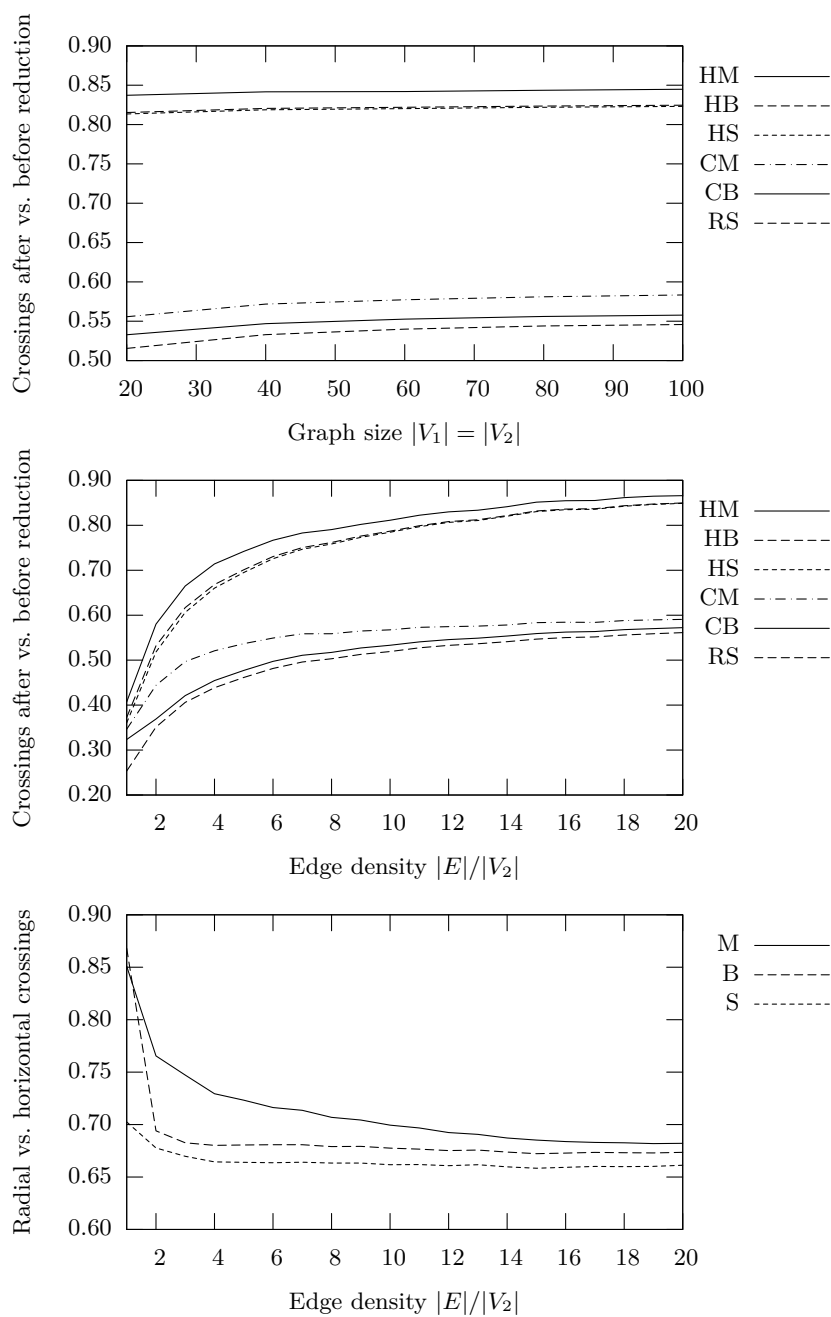 Crossings after vs. before reduction
0.90
0.85
0.80
0.75
0.70
0.65
0.60
0.55
0.50
20 30 40 50 60 70 80 90 100
Graph size |V₁| = |V₂|
HM
HB
HS
CM
CB
RS
Crossings after vs. before reduction
0.90
0.80
0.70
0.60
0.50
0.40
0.30
0.20
2 4 6 8 10 12 14 16 18 20
Edge density |E|/|V₂|
HM
HB
HS
CM
CB
RS
Radial vs. horizontal crossings
0.90
0.85
0.80
0.75
0.70
0.65
0.60
2 4 6 8 10 12 14 16 18 20
Edge density |E|/|V₂|
M
B
S